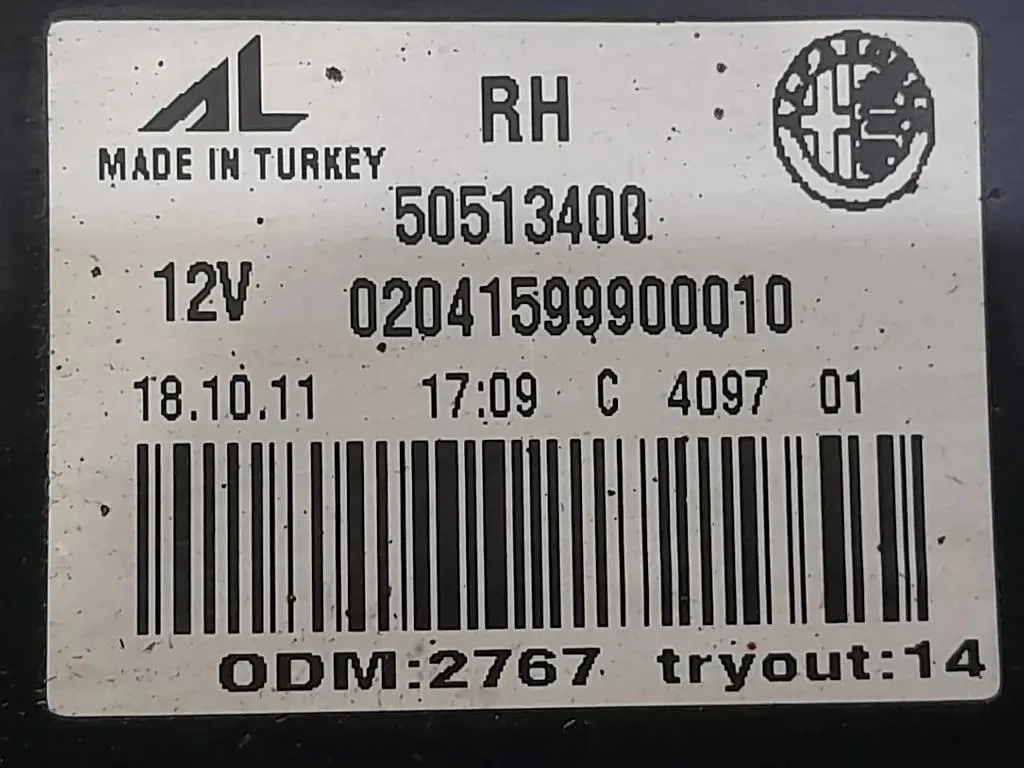 AL
RH
MADE IN TURKEY
50513400
12V
02041599900010
18.10.11 17:09 C 4097 01
ODM:2767 tryout:14